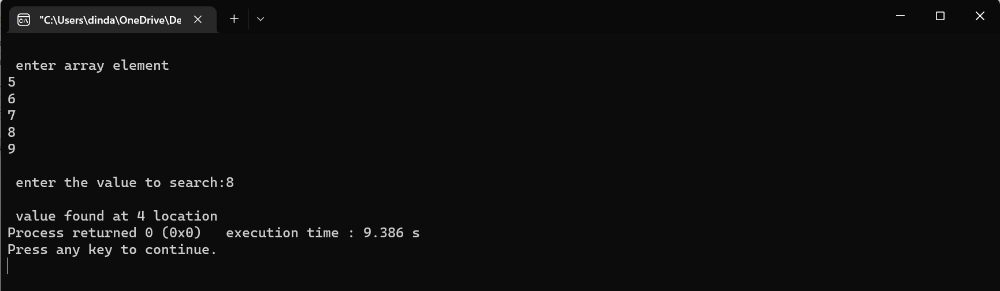 "C:\Users\dinda\OneDrive\De
enter array element
5
6
7
8
9
enter the value to search:8
value found at 4 location
Process returned 0 (0x0)   execution time : 9.386 s
Press any key to continue.